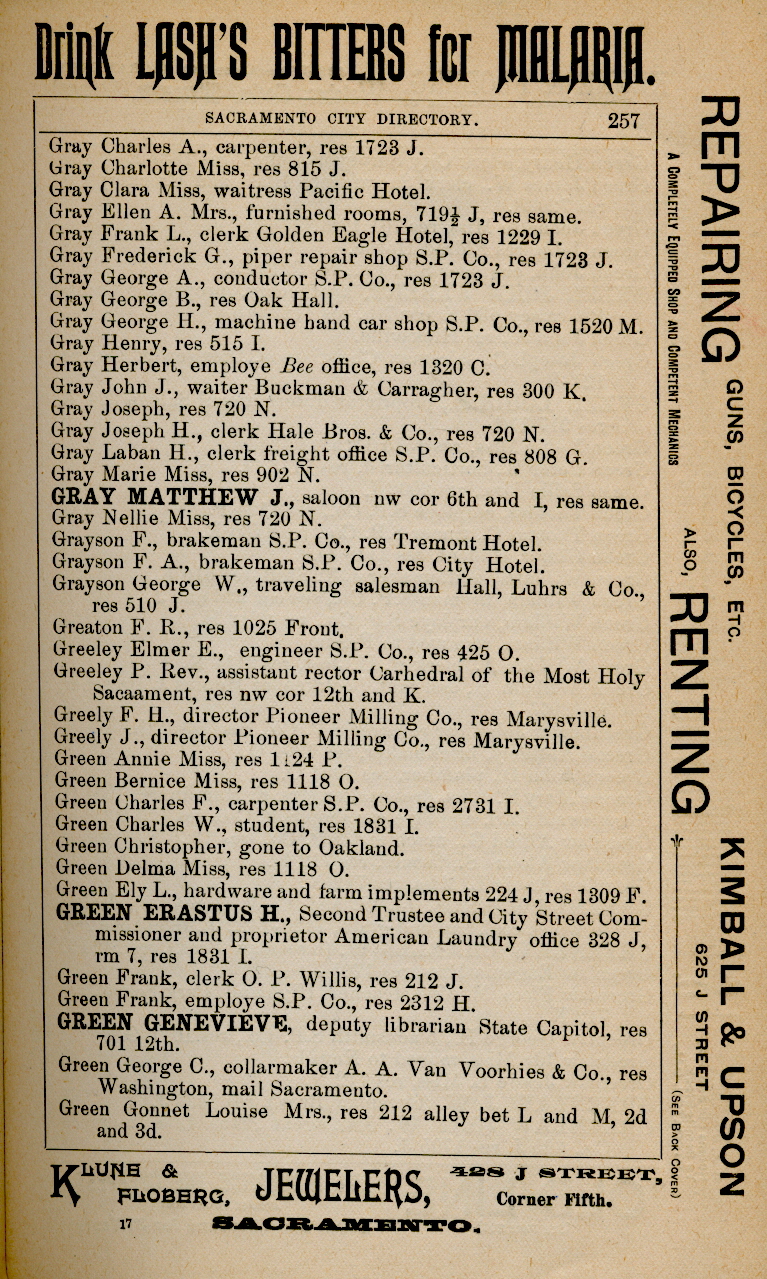 Drink LASH'S BITTERS for MALARIA.
SACRAMENTO CITY DIRECTORY. 257
Gray Charles A., carpenter, res 1723 J.
Gray Charlotte Miss, res 815 J.
Gray Clara Miss, waitress Pacific Hotel.
Gray Ellen A. Mrs., furnished rooms, 719½ J, res same.
Gray Frank L., clerk Golden Eagle Hotel, res 1229 I.
Gray Frederick G., piper repair shop S.P. Co., res 1723 J.
Gray George A., conductor S.P. Co., res 1723 J.
Gray George B., res Oak Hall.
Gray George H., machine hand car shop S.P. Co., res 1520 M.
Gray Henry, res 515 I.
Gray Herbert, employe Bee office, res 1320 C.
Gray John J., waiter Buckman & Carragher, res 300 K.
Gray Joseph, res 720 N.
Gray Joseph H., clerk Hale Bros. & Co., res 720 N.
Gray Laban H., clerk freight office S.P. Co., res 808 G.
Gray Marie Miss, res 902 N.
GRAY MATTHEW J., saloon nw cor 6th and I, res same.
Gray Nellie Miss, res 720 N.
Grayson F., brakeman S.P. Co., res Tremont Hotel.
Grayson F. A., brakeman S.P. Co., res City Hotel.
Grayson George W., traveling salesman Hall, Luhrs & Co.,
res 510 J.
Greaton F. R., res 1025 Front.
Greeley Elmer E., engineer S.P. Co., res 425 O.
Greeley P. Rev., assistant rector Carhedral of the Most Holy
Sacaament, res nw cor 12th and K.
Greely F. H., director Pioneer Milling Co., res Marysville.
Greely J., director Pioneer Milling Co., res Marysville.
Green Annie Miss, res P.
Green Bernice Miss, res 1118 O.
Green Charles F., carpenter S.P. Co., res 2731 I.
Green Charles W., student, res 1831 I.
Green Christopher, gone to Oakland.
Green Delma Miss, res 1118 O.
Green Ely L., hardware and farm implements 224 J, res 1309 F.
GREEN ERASTUS H., Second Trustee and City Street Com-
missioner and proprietor American Laundry office 328 J,
rm 7, res 1831 I.
Green Frank, clerk O. P. Willis, res 212 J.
Green Frank, employe S.P. Co., res 2312 H.
GREEN GENEVIEVE, deputy librarian State Capitol, res
701 12th.
Green George C., collarmaker A. A. Van Voorhies & Co., res
Washington, mail Sacramento.
Green Gonnet Louise Mrs., res 212 alley bet L and M, 2d
and 3d.
KLUNE & FLOBERG, JEWELERS, 428 J STREET, Corner Fifth.
17 SACRAMENTO.
REPAIRING GUNS, BICYCLES, ETC.
A COMPLETELY EQUIPPED SHOP AND COMPETENT MECHANICS
ALSO, RENTING
KIMBALL & UPSON
625 J STREET
(SEE BACK COVER)